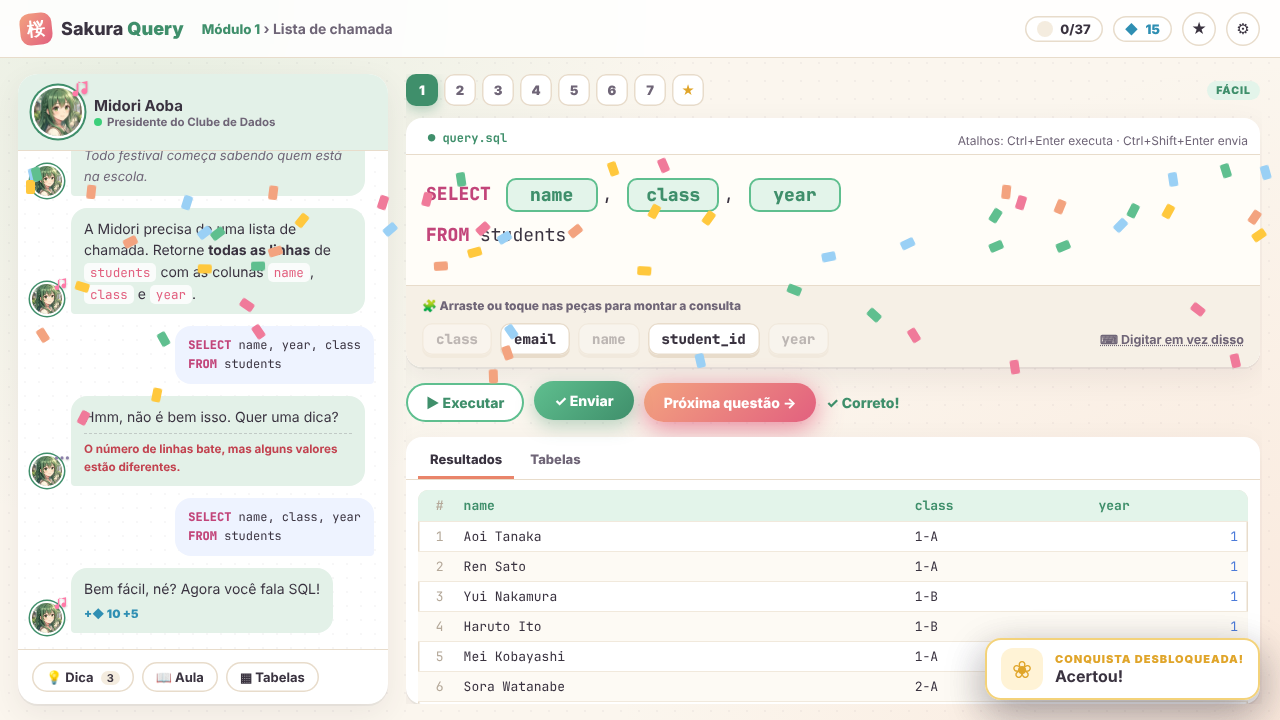 桜 Sakura Query Módulo 1 › Lista de chamada 0/37 ◆ 15 ★ ⚙
Midori Aoba
Presidente do Clube de Dados
Todo festival começa sabendo quem está
na escola.
A Midori precisa de uma lista de
chamada. Retorne todas as linhas de
students com as colunas name ,
class e year .
SELECT name, year, class
FROM students
Hmm, não é bem isso. Quer uma dica?
O número de linhas bate, mas alguns valores
estão diferentes.
SELECT name, class, year
FROM students
Bem fácil, né? Agora você fala SQL!
+◆ 10 +5
💡 Dica 3 📖 Aula ▦ Tabelas
1 2 3 4 5 6 7 ★ FÁCIL
● query.sql Atalhos: Ctrl+Enter executa · Ctrl+Shift+Enter envia
SELECT name , class , year
FROM students
🧩 Arraste ou toque nas peças para montar a consulta
class email name student_id year ⌨ Digitar em vez disso
▶ Executar ✓ Enviar Próxima questão → ✓ Correto!
Resultados Tabelas
# name class year
1 Aoi Tanaka 1-A 1
2 Ren Sato 1-A 1
3 Yui Nakamura 1-B 1
4 Haruto Ito 1-B 1
5 Mei Kobayashi 1-A
6 Sora Watanabe 2-A
CONQUISTA DESBLOQUEADA!
Acertou!